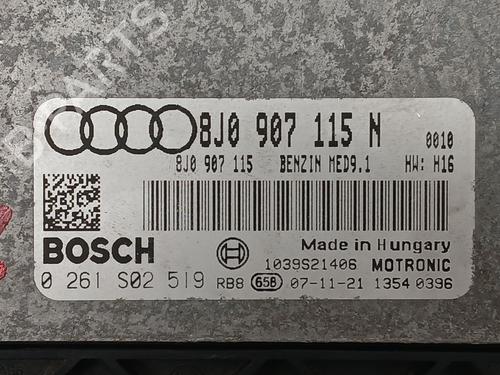 8J0 907 115 N 0010
8J0 907 115 BENZIN MED9.1 HW: H16
BOSCH Made in Hungary
1039S21406 MOTRONIC
0 261 S02 519 RB8 658 07-11-21 1354 0396
PARTS